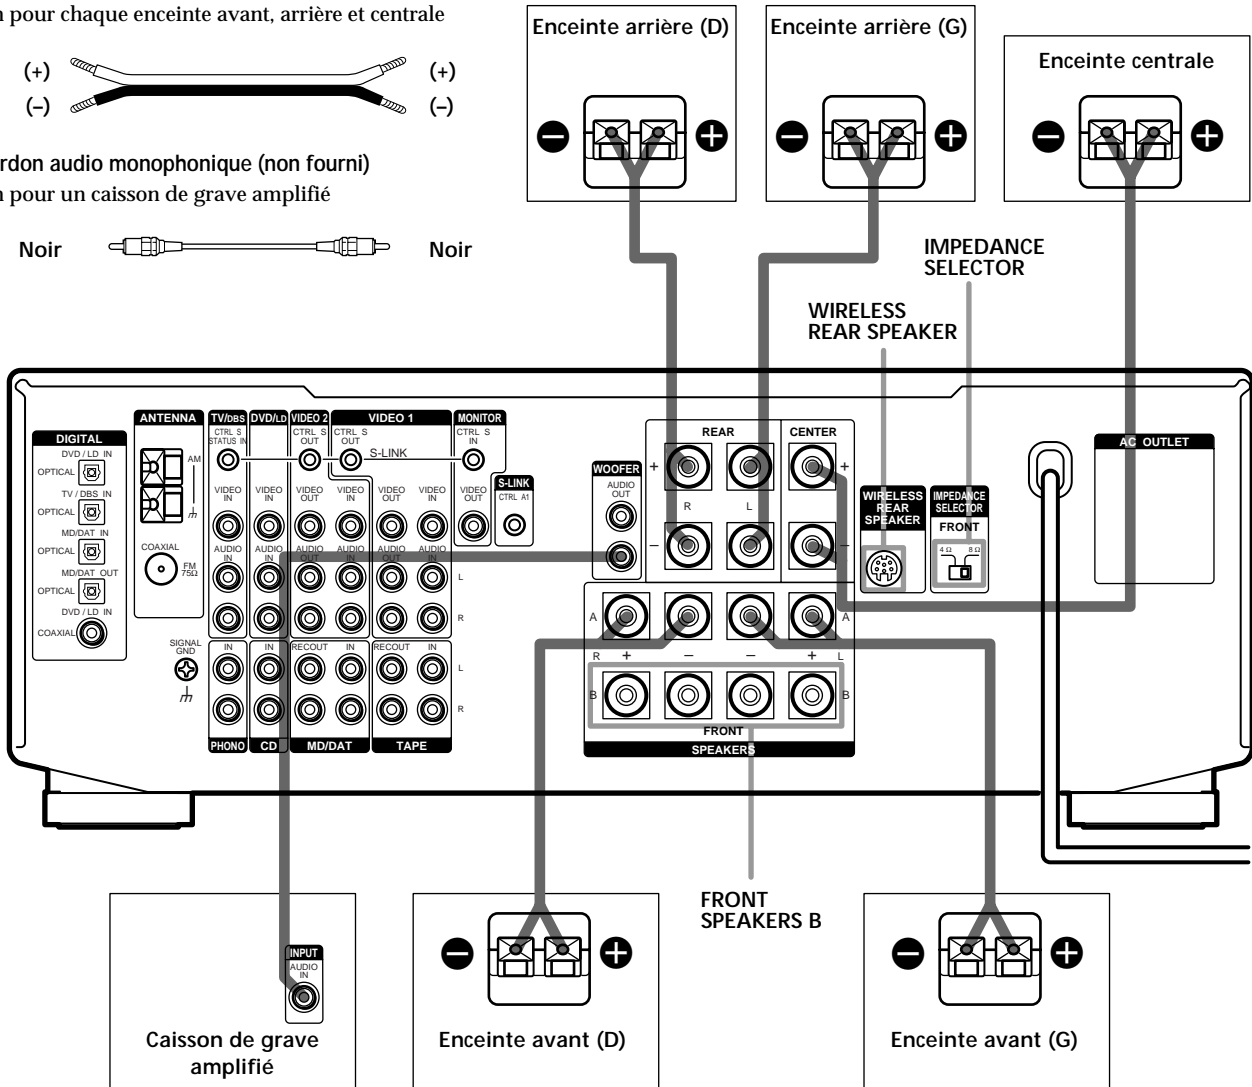 n pour chaque enceinte avant, arrière et centrale
(+)
(+)
(–)
(–)
rdon audio monophonique (non fourni)
n pour un caisson de grave amplifié
Noir
Noir
Enceinte arrière (D)
Enceinte arrière (G)
Enceinte centrale
IMPEDANCE
SELECTOR
WIRELESS
REAR SPEAKER
DIGITAL
DVD / LD IN
OPTICAL
TV / DBS IN
OPTICAL
MD/DAT IN
OPTICAL
MD/DAT OUT
OPTICAL
DVD / LD IN
COAXIAL
ANTENNA
AM
COAXIAL
FM
75Ω
SIGNAL
GND
TV/DBS
DVD/LD
VIDEO 2
VIDEO 1
MONITOR
CTRL S
STATUS IN
CTRL S
OUT
CTRL S
OUT
CTRL S
IN
S-LINK
VIDEO
IN
VIDEO
IN
VIDEO
OUT
VIDEO
IN
VIDEO
OUT
VIDEO
IN
VIDEO
OUT
S-LINK
CTRL A1
AUDIO
IN
AUDIO
IN
AUDIO
OUT
AUDIO
IN
AUDIO
OUT
AUDIO
IN
L
R
IN
IN
RECOUT
IN
RECOUT
IN
L
R
PHONO
CD
MD/DAT
TAPE
WOOFER
AUDIO
OUT
REAR
CENTER
+
+
R
L
–
–
A
A
R + – – + L
B
B
FRONT
SPEAKERS
WIRELESS
REAR
SPEAKER
IMPEDANCE
SELECTOR
FRONT
4 Ω
8 Ω
AC OUTLET
FRONT
SPEAKERS B
INPUT
AUDIO
IN
Caisson de grave
amplifié
Enceinte avant (D)
Enceinte avant (G)